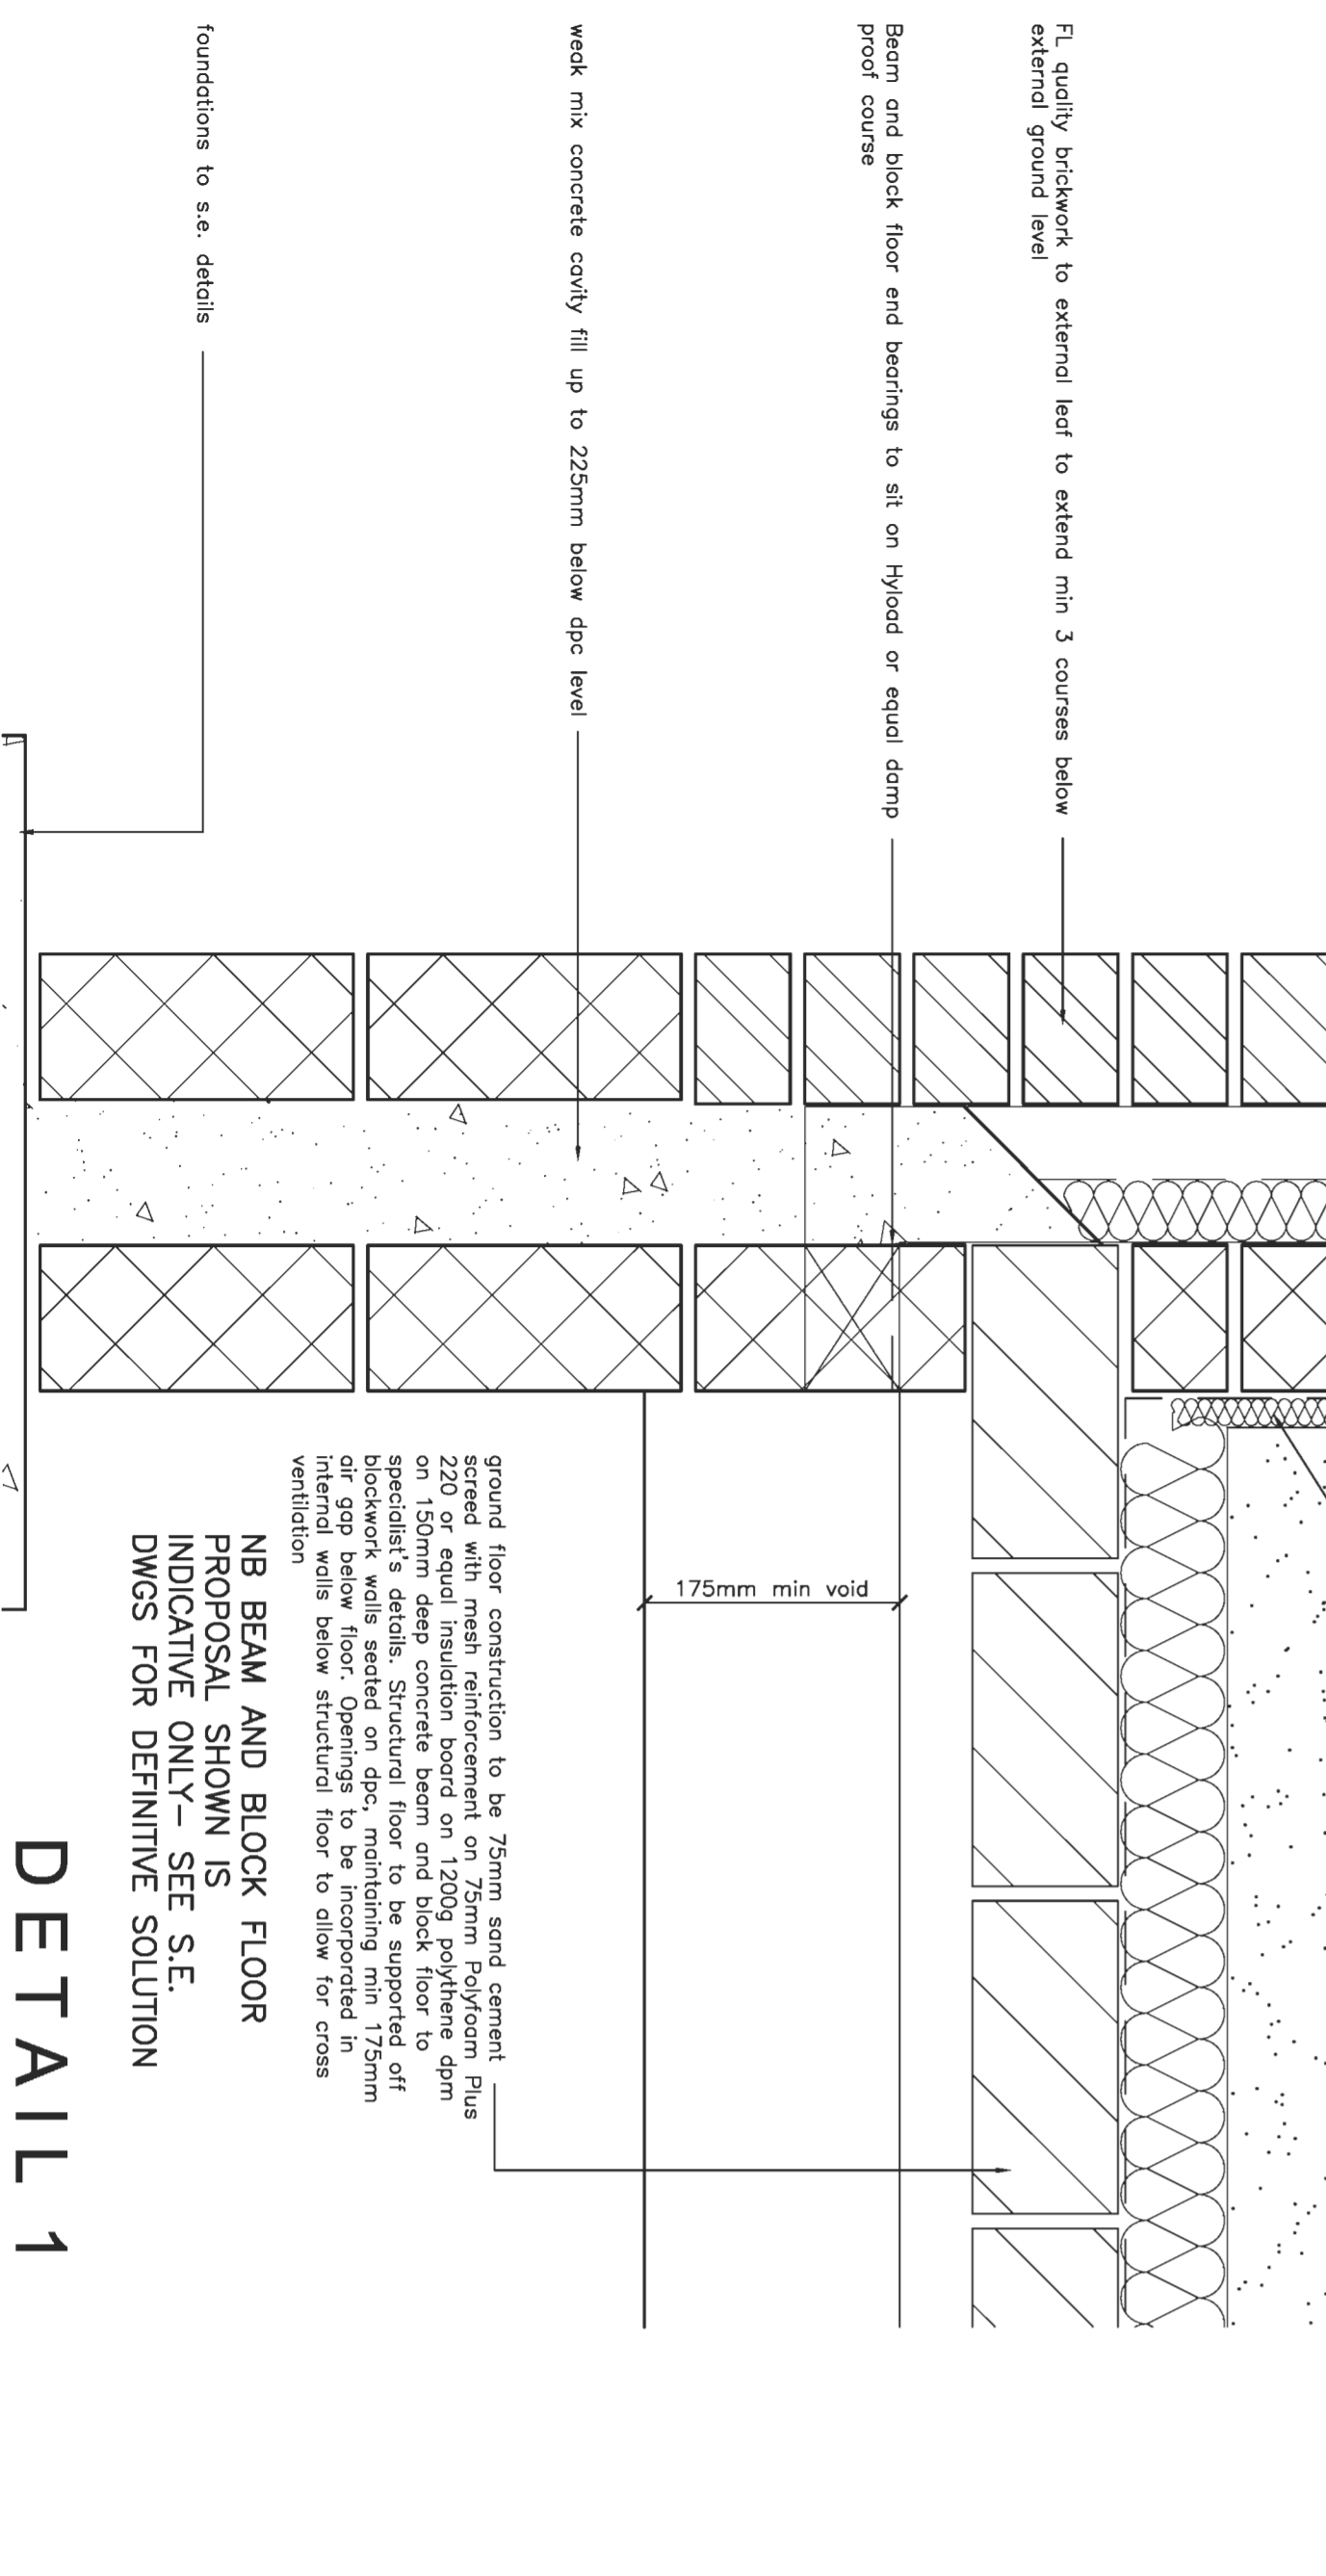 FL quality brickwork to external leaf to extend min 3 courses below
external ground level
Beam and block floor end bearings to sit on Hyload or equal damp
proof course
weak mix concrete cavity fill up to 225mm below dpc level
foundations to s.e. details
175mm min void
ground floor construction to be 75mm sand cement
screed with mesh reinforcement on 75mm Polyfoam Plus
220 or equal insulation board on 1200g polythene dpm
on 150mm deep concrete beam and block floor to
specialist's details. Structural floor to be supported off
blockwork walls seated on dpc, maintaining min 175mm
air gap below floor. Openings to be incorporated in
internal walls below structural floor to allow for cross
ventilation
NB BEAM AND BLOCK FLOOR
PROPOSAL SHOWN IS
INDICATIVE ONLY- SEE S.E.
DWGS FOR DEFINITIVE SOLUTION
DETAIL 1